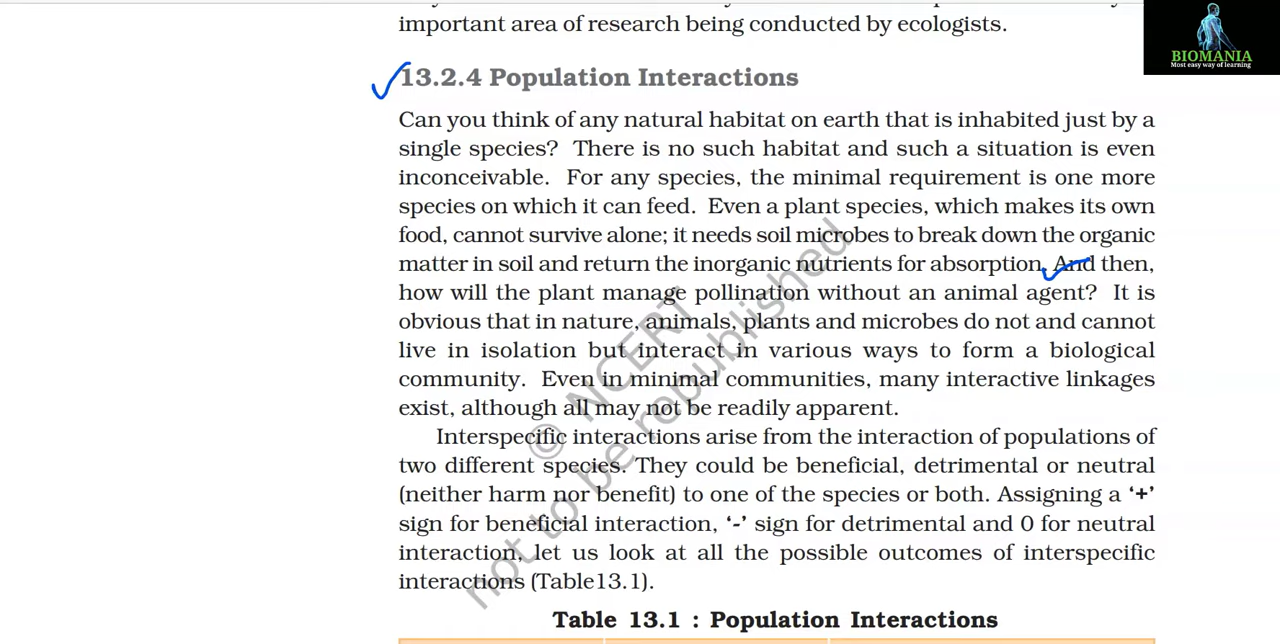 important area of research being conducted by ecologists.
BIOMANIA
Most easy way of learning
13.2.4 Population Interactions
Can you think of any natural habitat on earth that is inhabited just by a
single species? There is no such habitat and such a situation is even
inconceivable. For any species, the minimal requirement is one more
species on which it can feed. Even a plant species, which makes its own
food, cannot survive alone; it needs soil microbes to break down the organic
matter in soil and return the inorganic nutrients for absorption. And then,
how will the plant manage pollination without an animal agent? It is
obvious that in nature, animals, plants and microbes do not and cannot
live in isolation but interact in various ways to form a biological
community. Even in minimal communities, many interactive linkages
exist, although all may not be readily apparent.
Interspecific interactions arise from the interaction of populations of
two different species. They could be beneficial, detrimental or neutral
(neither harm nor benefit) to one of the species or both. Assigning a ‘+’
sign for beneficial interaction, ‘-’ sign for detrimental and 0 for neutral
interaction, let us look at all the possible outcomes of interspecific
interactions (Table13.1).
Table 13.1 : Population Interactions
© NCERT
not to be republished